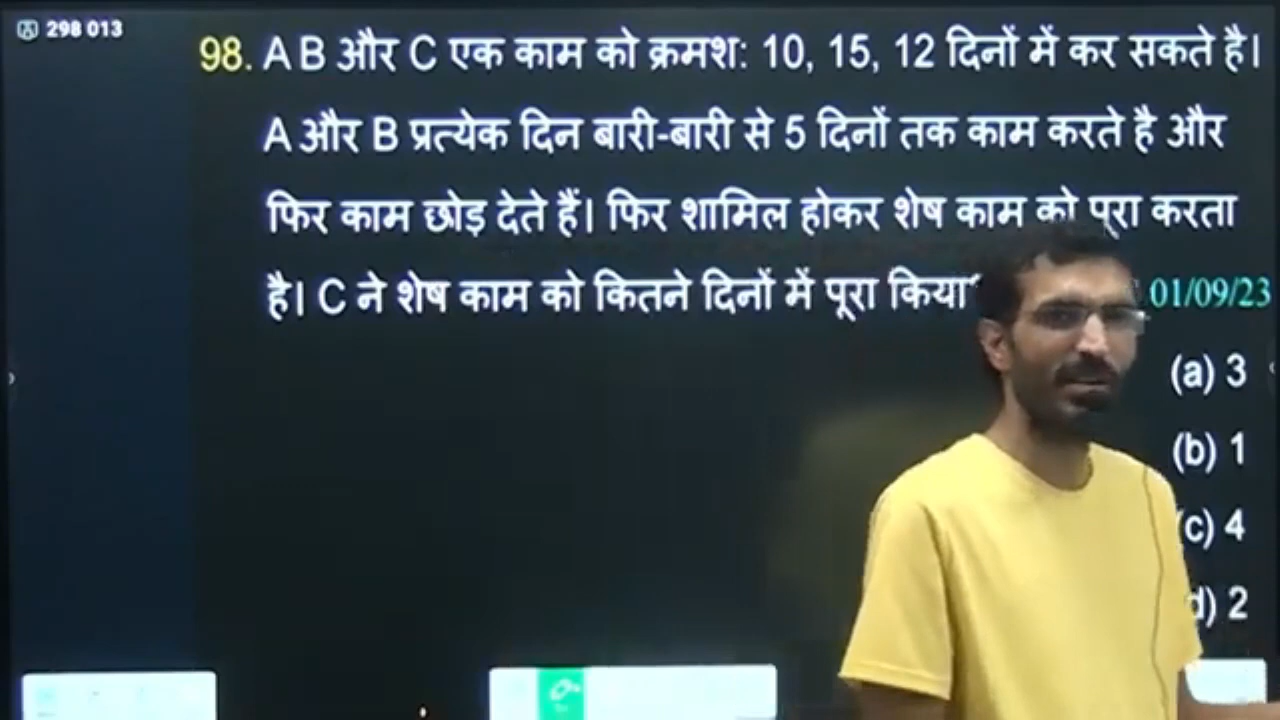 298 013
98. A B और C एक काम को क्रमश: 10, 15, 12 दिनों में कर सकते है।
A और B प्रत्येक दिन बारी-बारी से 5 दिनों तक काम करते है और
फिर काम छोड़ देते हैं। फिर शामिल होकर शेष काम को पूरा करता
है। C ने शेष काम को कितने दिनों में पूरा किया
01/09/23
(a) 3
(b) 1
(c) 4
d) 2